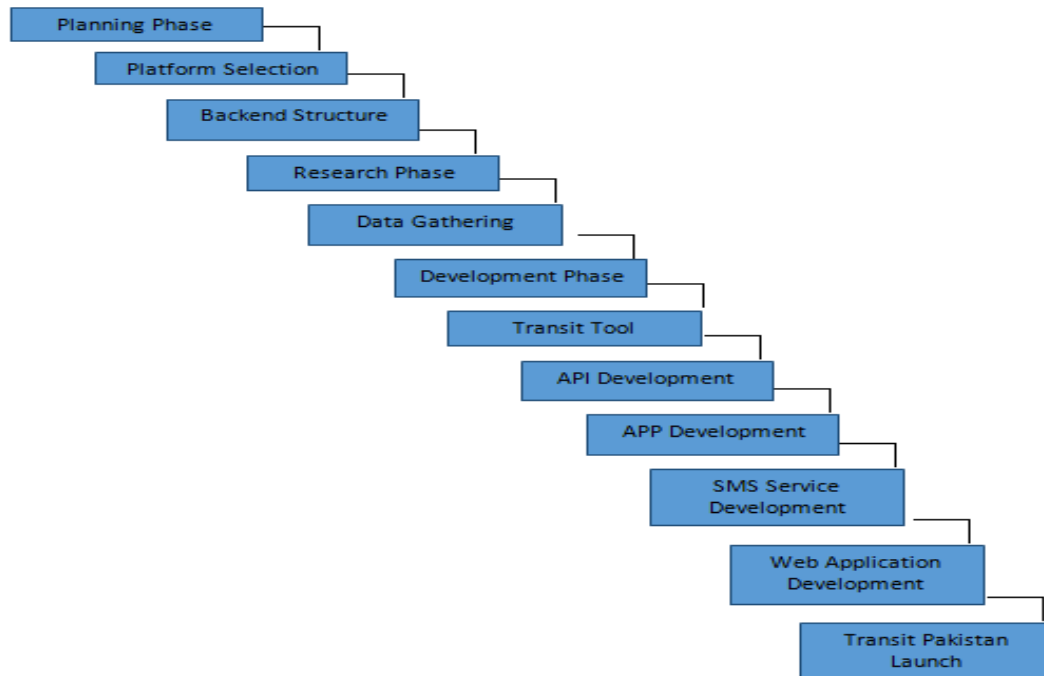 Planning Phase
Platform Selection
Backend Structure
Research Phase
Data Gathering
Development Phase
Transit Tool
API Development
APP Development
SMS Service
Development
Web Application
Development
Transit Pakistan
Launch